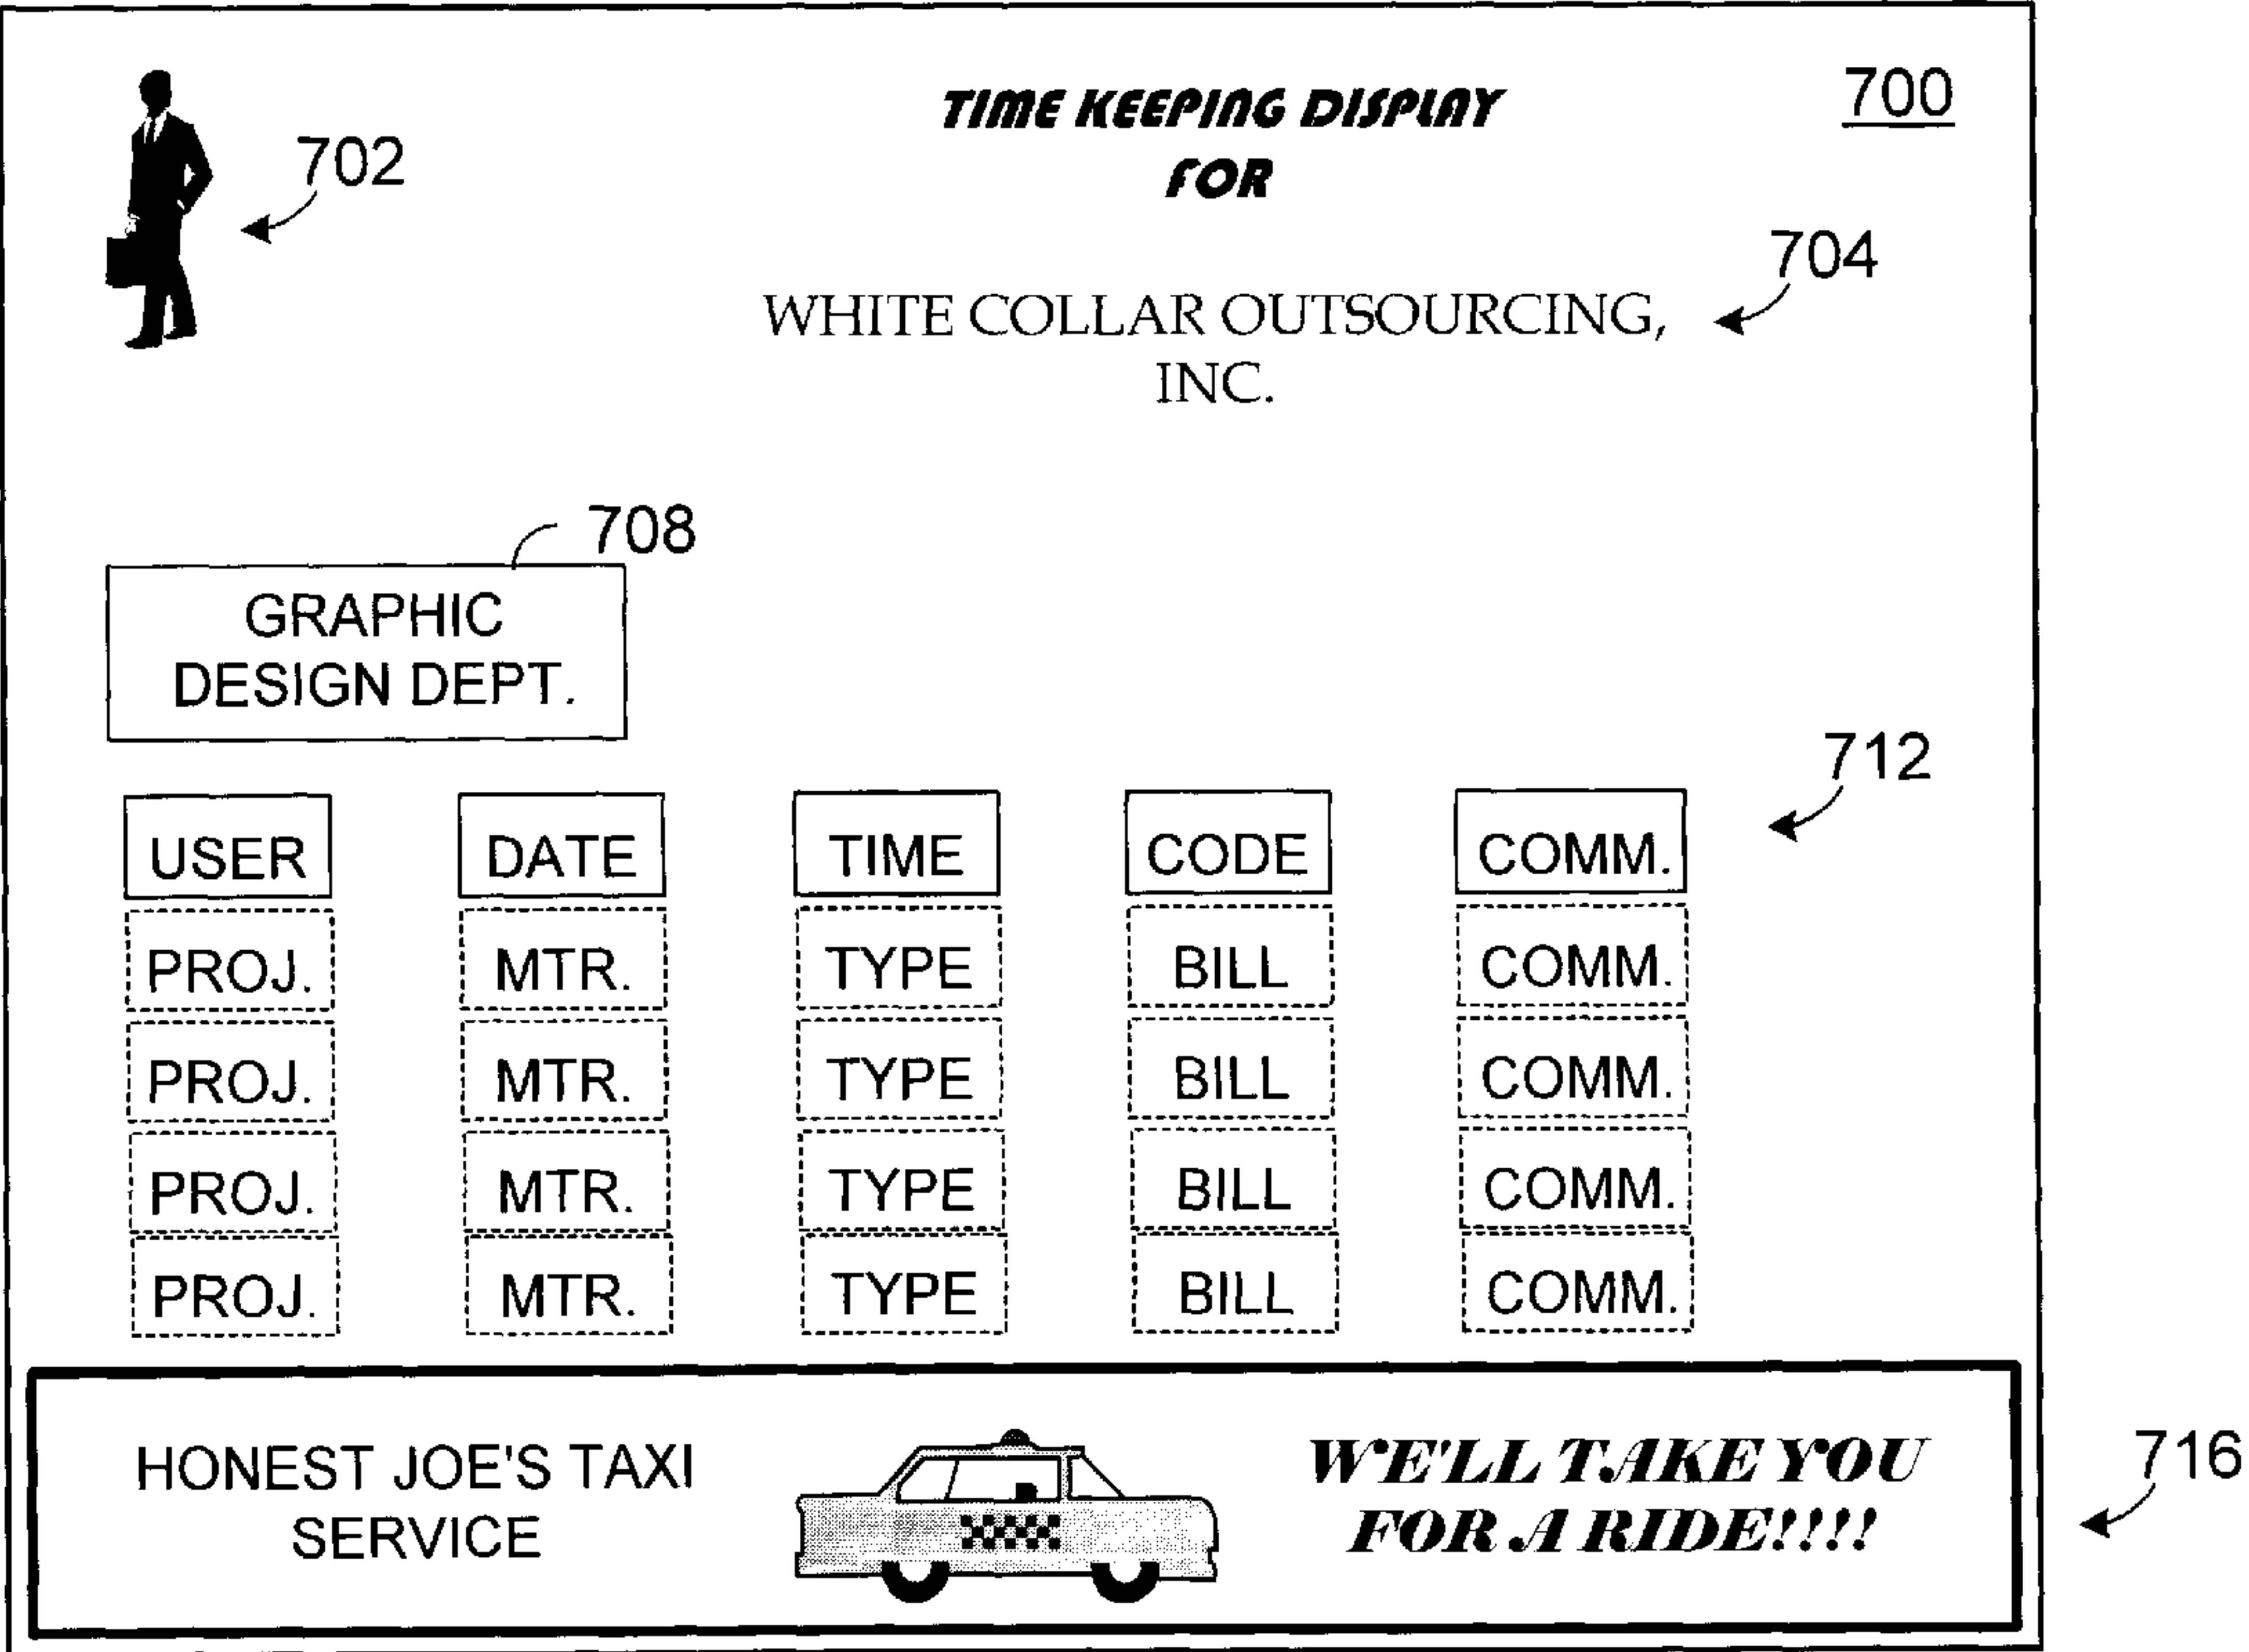 TIME KEEPING DISPLAY
700
FOR
702
704
WHITE COLLAR OUTSOURCING,
INC.
708
GRAPHIC
DESIGN DEPT.
712
USER DATE TIME CODE COMM.
PROJ. MTR. TYPE BILL COMM.
PROJ. MTR. TYPE BILL COMM.
PROJ. MTR. TYPE BILL COMM.
PROJ. MTR. TYPE BILL COMM.
HONEST JOE'S TAXI
SERVICE
WE'LL TAKE YOU
FOR A RIDE!!!!
716